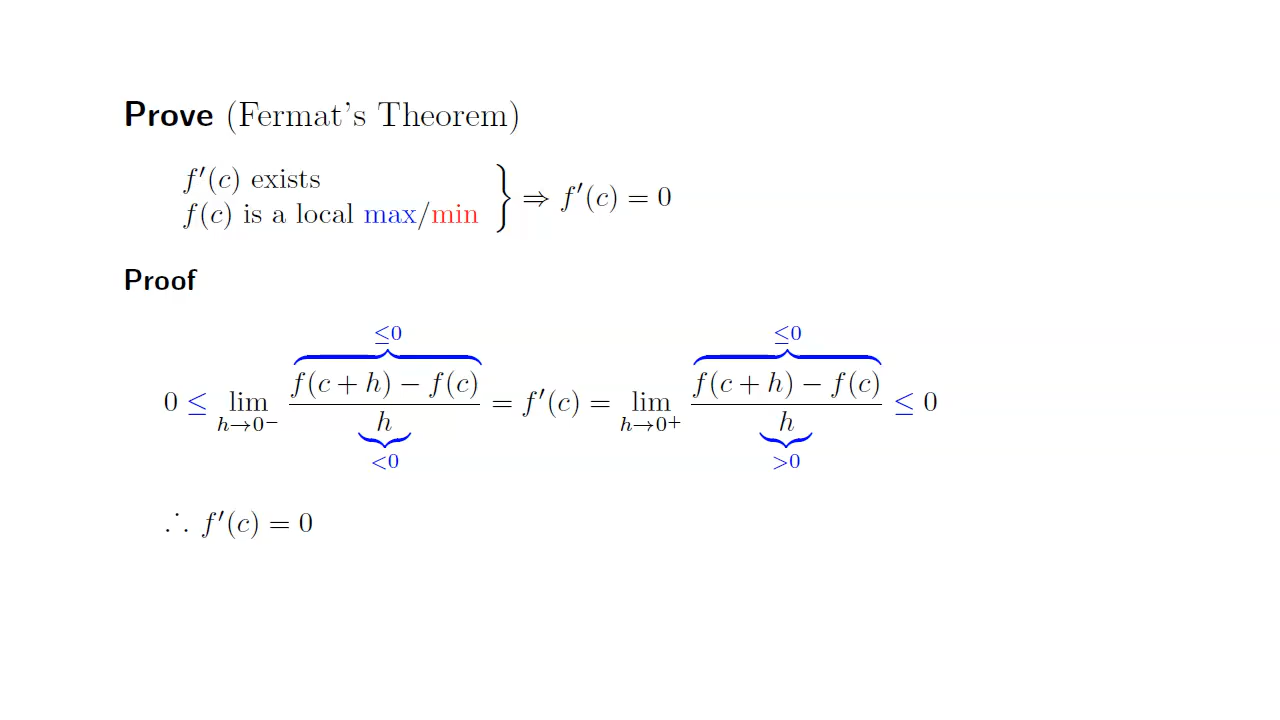 Prove (Fermat's Theorem)
f′(c) exists
f(c) is a local max/min } ⇒ f′(c) = 0
Proof
≤0 ≤0
0 ≤ lim_{h→0⁻} (f(c + h) − f(c))/h = f′(c) = lim_{h→0⁺} (f(c + h) − f(c))/h ≤ 0
<0 >0
∴ f′(c) = 0